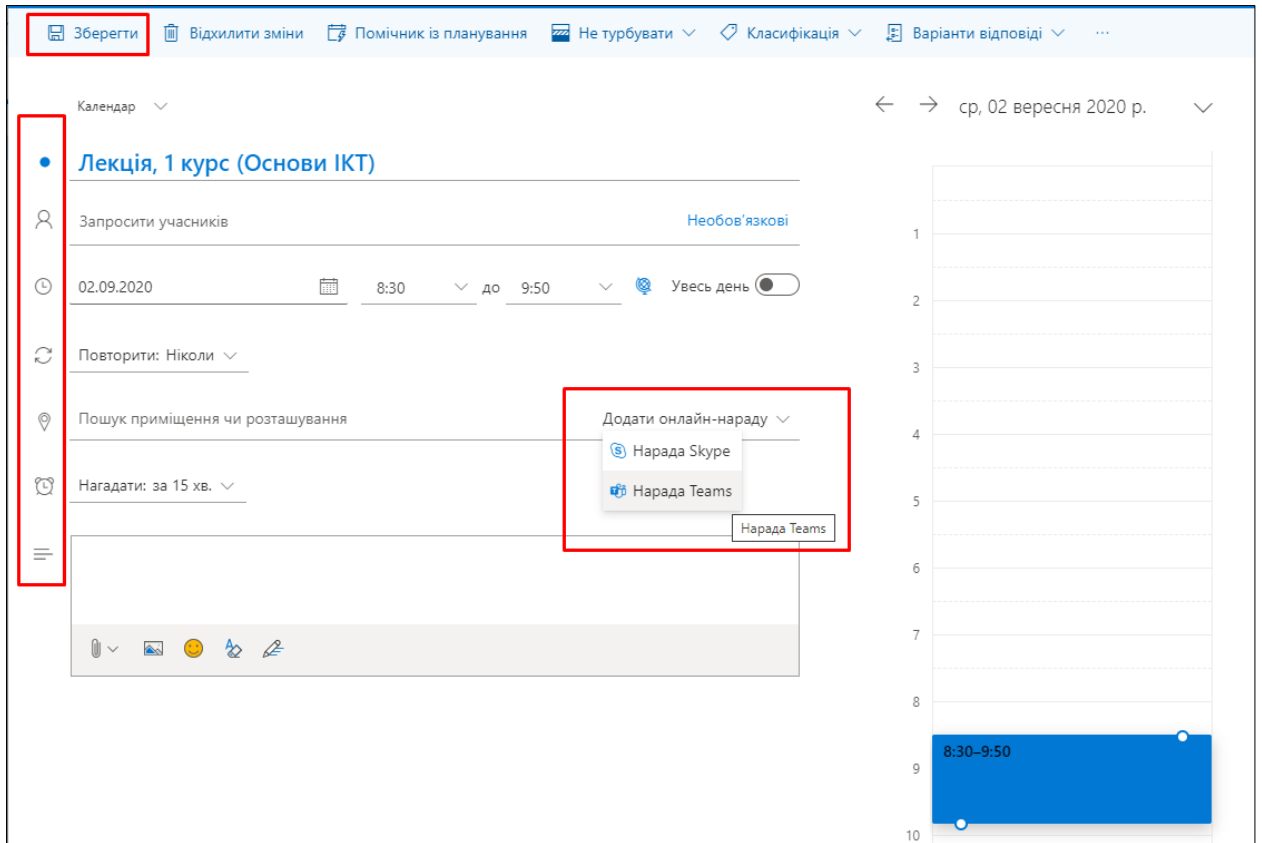 Зберегти Відхилити зміни Помічник із планування Не турбувати Класифікація Варіанти відповіді ...
Календар
ср, 02 вересня 2020 р.
Лекція, 1 курс (Основи ІКТ)
Запросити учасників Необов'язкові
02.09.2020 8:30 до 9:50 Увесь день
Повторити: Ніколи
Пошук приміщення чи розташування Додати онлайн-нараду
Нарада Skype
Нагадати: за 15 хв. Нарада Teams
Нарада Teams
1
2
3
4
5
6
7
8
8:30–9:50
9
10